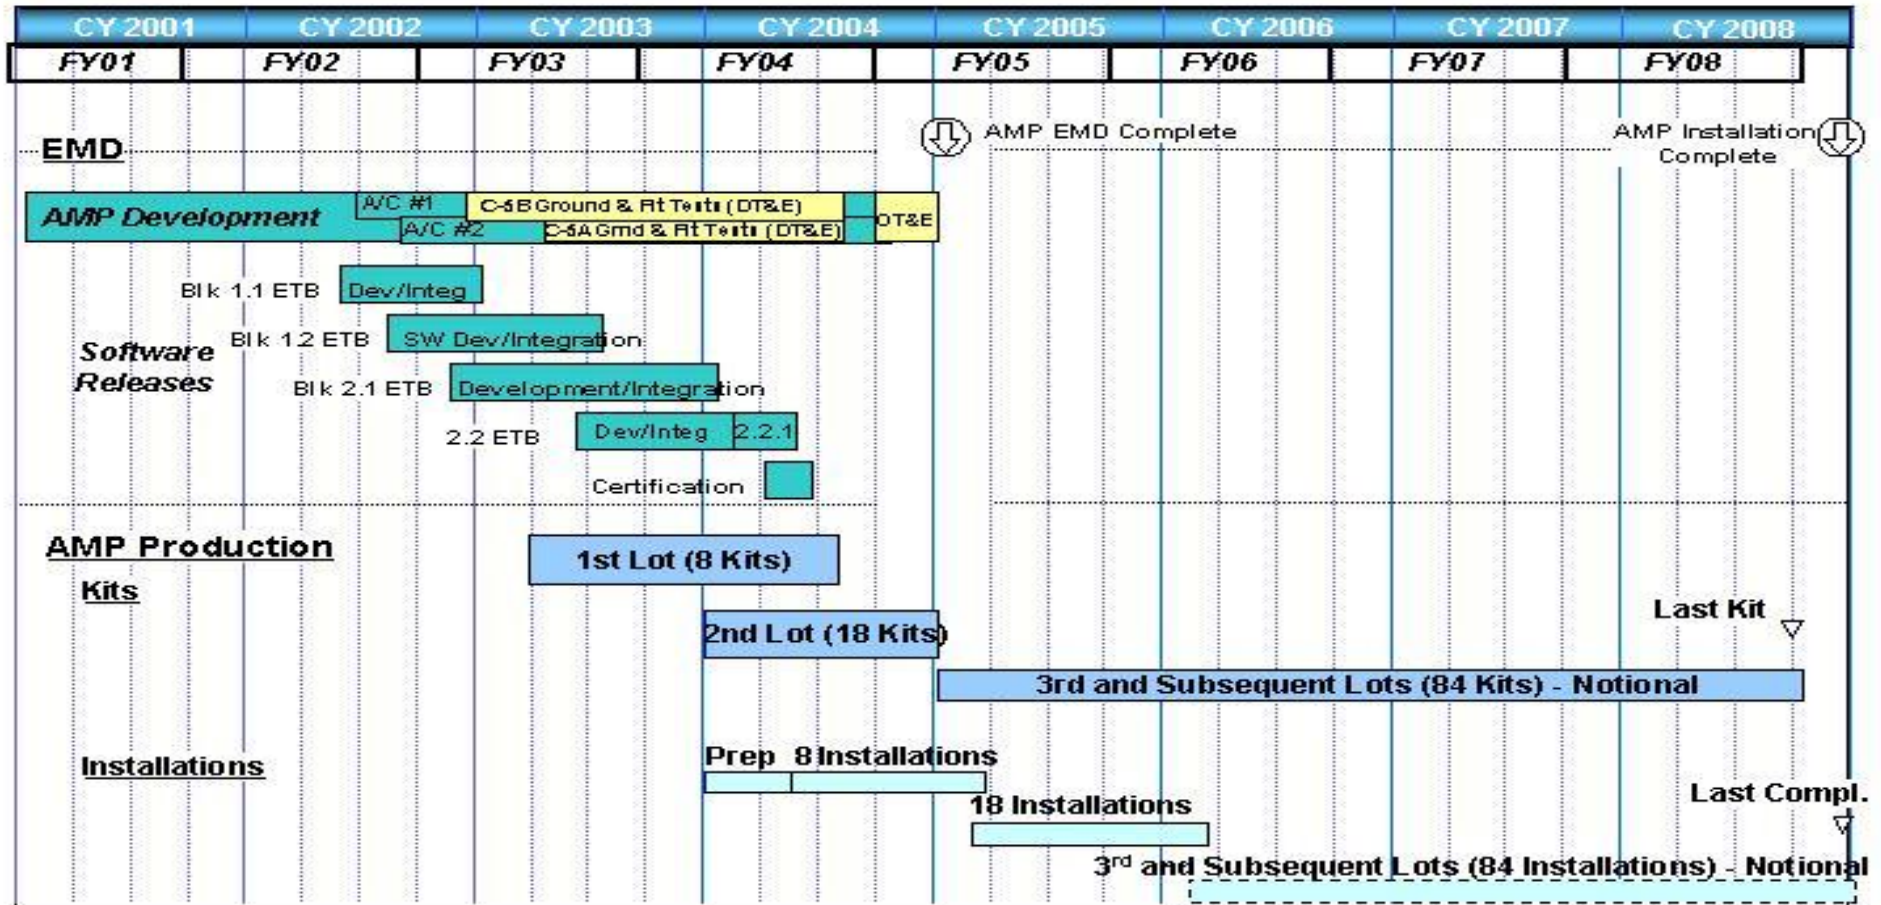 CY 2001 CY 2002 CY 2003 CY 2004 CY 2005 CY 2006 CY 2007 CY 2008
FY01 FY02 FY03 FY04 FY05 FY06 FY07 FY08
AMP EMD Complete
AMP Installation
Complete
EMD
AMP Development
A/C #1
C-5B Ground & Flt Tests (DT&E)
A/C #2
C-5A Grnd & Flt Tests (DT&E)
OT&E
Blk 1.1 ETB Dev/Integ
Blk 1.2 ETB SW Dev/Integration
Software
Releases
Blk 2.1 ETB Development/Integration
2.2 ETB Dev/Integ 2.2.1
Certification
AMP Production
1st Lot (8 Kits)
Kits
Last Kit
2nd Lot (18 Kits)
3rd and Subsequent Lots (84 Kits) - Notional
Prep 8 Installations
Installations
Last Compl.
18 Installations
3rd and Subsequent Lots (84 Installations) - Notional